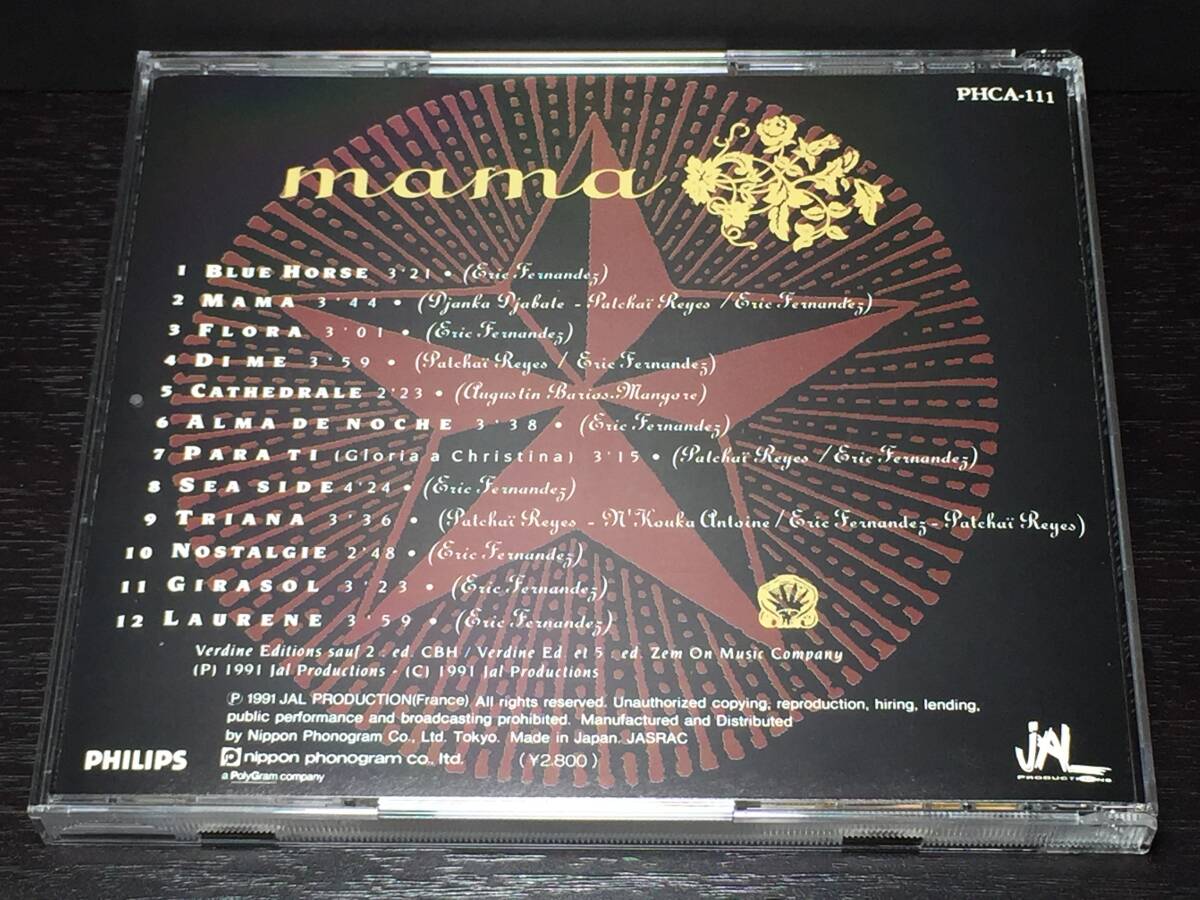 PHCA-111
mama
1 BLUE HORSE 3'21 • (Eric Fernandez)
2 MAMA 3'44 • (Djanka Djabate - Patchaï Reyes / Eric Fernandez)
3 FLORA 3'01 • (Eric Fernandez)
4 DI ME 3'59 • (Patchaï Reyes / Eric Fernandez)
5 CATHEDRALE 2'23 • (Augustin Barios.Mangore)
6 ALMA DE NOCHE 3'38 • (Eric Fernandez)
7 PARA TI (Gloria a Christina) 3'15 • (Patchaï Reyes / Eric Fernandez)
8 SEA SIDE 4'24 • (Eric Fernandez)
9 TRIANA 3'36 • (Patchaï Reyes - N'Kouka Antoine / Eric Fernandez - Patchaï Reyes)
10 NOSTALGIE 2'48 • (Eric Fernandez)
11 GIRASOL 3'23 • (Eric Fernandez)
12 LAURENE 3'59 • (Eric Fernandez)
Verdine Editions sauf 2 : ed. CBH / Verdine Ed. et 5 : ed. Zem On Music Company
(P) 1991 Jal Productions - (C) 1991 Jal Productions
℗ 1991 JAL PRODUCTION(France) All rights reserved. Unauthorized copying, reproduction, hiring, lending,
public performance and broadcasting prohibited. Manufactured and Distributed
by Nippon Phonogram Co., Ltd. Tokyo. Made in Japan. JASRAC
PHILIPS nippon phonogram co., ltd. (¥2,800)
a PolyGram company
JAL
PRODUCTIONS